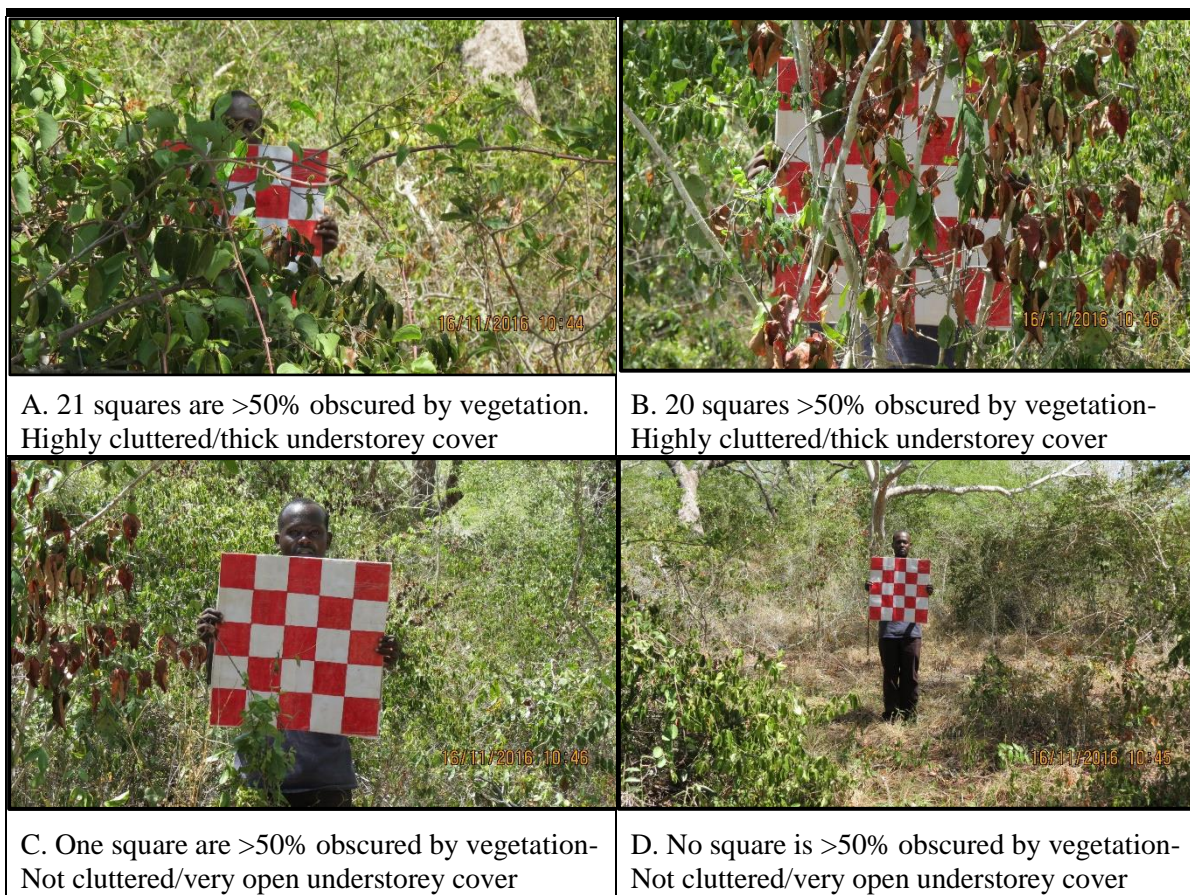 16/11/2016 10:44
16/11/2016 10:46
A. 21 squares are >50% obscured by vegetation.
Highly cluttered/thick understorey cover
B. 20 squares >50% obscured by vegetation-
Highly cluttered/thick understorey cover
16/11/2016 10:46
16/11/2016 10:45
C. One square are >50% obscured by vegetation-
Not cluttered/very open understorey cover
D. No square is >50% obscured by vegetation-
Not cluttered/very open understorey cover